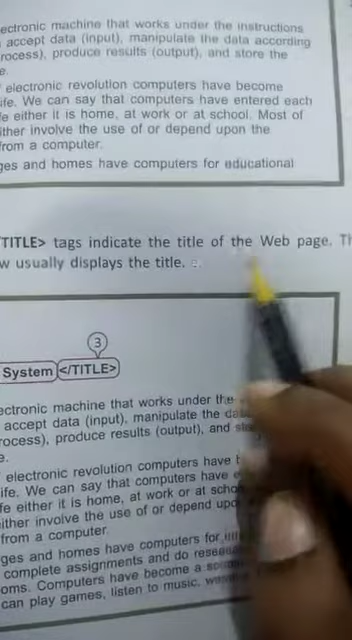 ectronic machine that works under the instructions
accept data (input), manipulate the data according
rocess), produce results (output), and store the
e.
electronic revolution computers have become
ife. We can say that computers have entered each
fe either it is home, at work or at school. Most of
ither involve the use of or depend upon the
from a computer.
ges and homes have computers for educational
TITLE> tags indicate the title of the Web page. Th
w usually displays the title.
3
System </TITLE>
ectronic machine that works under the
accept data (input), manipulate the data
rocess), produce results (output), and
e.
electronic revolution computers have
ife. We can say that computers have
fe either it is home, at work or at
ither involve the use of or depend
from a computer.
ges and homes have computers for
complete assignments and do
oms. Computers have become a
can play games, listen to music,